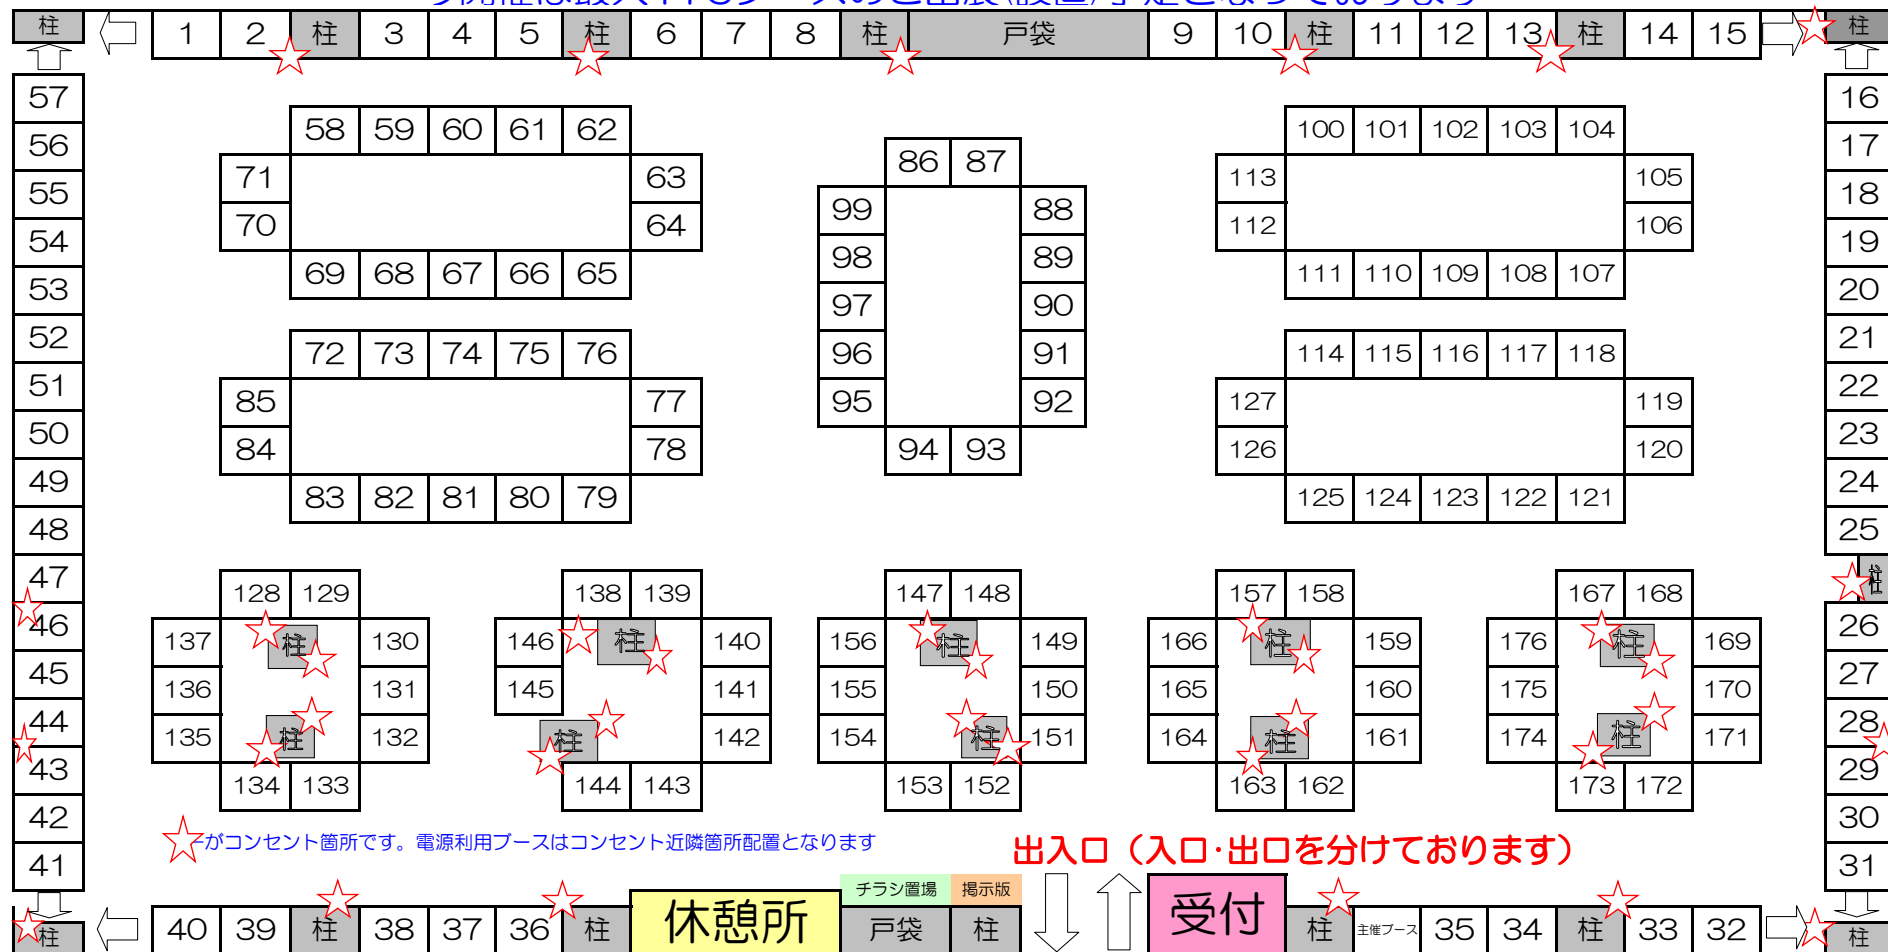 柱 1 2 柱 3 4 5 柱 6 7 8 柱 戸袋 9 10 柱 11 12 13 柱 14 15 柱
57 16
56 17
55 18
54 19
53 20
52 21
51 22
50 23
49 24
48 25
47 柱
46 26
45 27
44 28
43 29
42 30
41 31
58 59 60 61 62
71 63
70 64
69 68 67 66 65
72 73 74 75 76
85 77
84 78
83 82 81 80 79
86 87
99 88
98 89
97 90
96 91
95 92
94 93
100 101 102 103 104
113 105
112 106
111 110 109 108 107
114 115 116 117 118
127 119
126 120
125 124 123 122 121
128 129
137 柱 130
136 131
135 柱 132
134 133
138 139
146 柱 140
145 141
柱 142
144 143
147 148
156 柱 149
155 150
154 柱 151
153 152
157 158
166 柱 159
165 160
164 柱 161
163 162
167 168
176 柱 169
175 170
174 柱 171
173 172
がコンセント箇所です。電源利用ブースはコンセント近隣箇所配置となります
出入口（入口・出口を分けております）
チラシ置場 掲示版
柱 40 39 柱 38 37 36 柱 休憩所 戸袋 柱 受付 柱 主催ブース 35 34 柱 33 32 柱